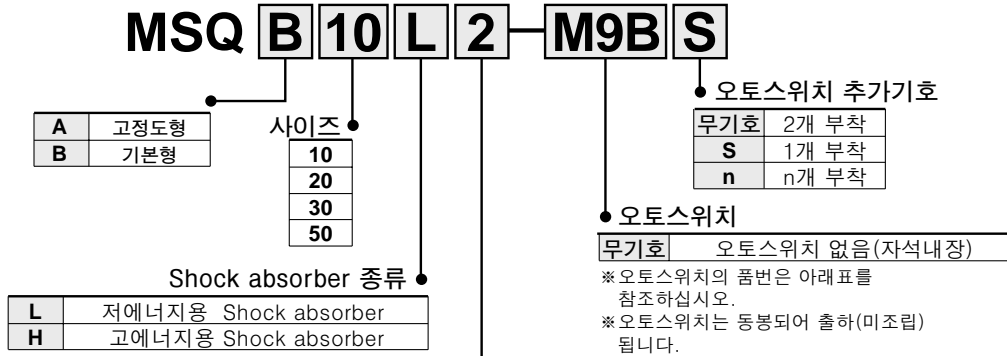 MSQ B 10 L 2 - M9B S
A 고정도형
B 기본형
사이즈
10
20
30
50
Shock absorber 종류
L 저에너지용 Shock absorber
H 고에너지용 Shock absorber
오토스위치 추가기호
무기호 2개 부착
S 1개 부착
n n개 부착
오토스위치
무기호 오토스위치 없음(자석내장)
※오토스위치의 품번은 아래표를
참조하십시오.
※오토스위치는 동봉되어 출하(미조립)
됩니다.